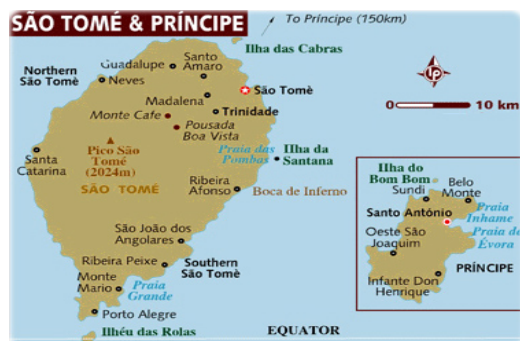 SÃO TOMÉ & PRÍNCIPE
To Príncipe (150km)
Ilha das Cabras
Santo
Amaro
Guadalupe
Northern
São Tomè
Neves
São Tomè
Madalena
Trinidade
Monte Cafe
Pousada
Boa Vista
10 km
0
Pico São
Tomé
(2024m)
Praia das
Pombas
Ilha da
Santana
Santa
Catarina
SÃO TOMÉ
Ribeira
Afonso
Boca de Inferno
São João dos
Angolares
Ribeira Peixe
Southern
São Tomè
Monte
Mario
Praia
Grande
Porto Alegre
Ilhéu das Rolas
EQUATOR
Ilha do
Bom Bom
Sundi
Belo
Monte
Santo Antônio
Praia
Inhame
Praia da
Évora
Oeste São
Joaquim
PRÍNCIPE
Infante Don
Henrique